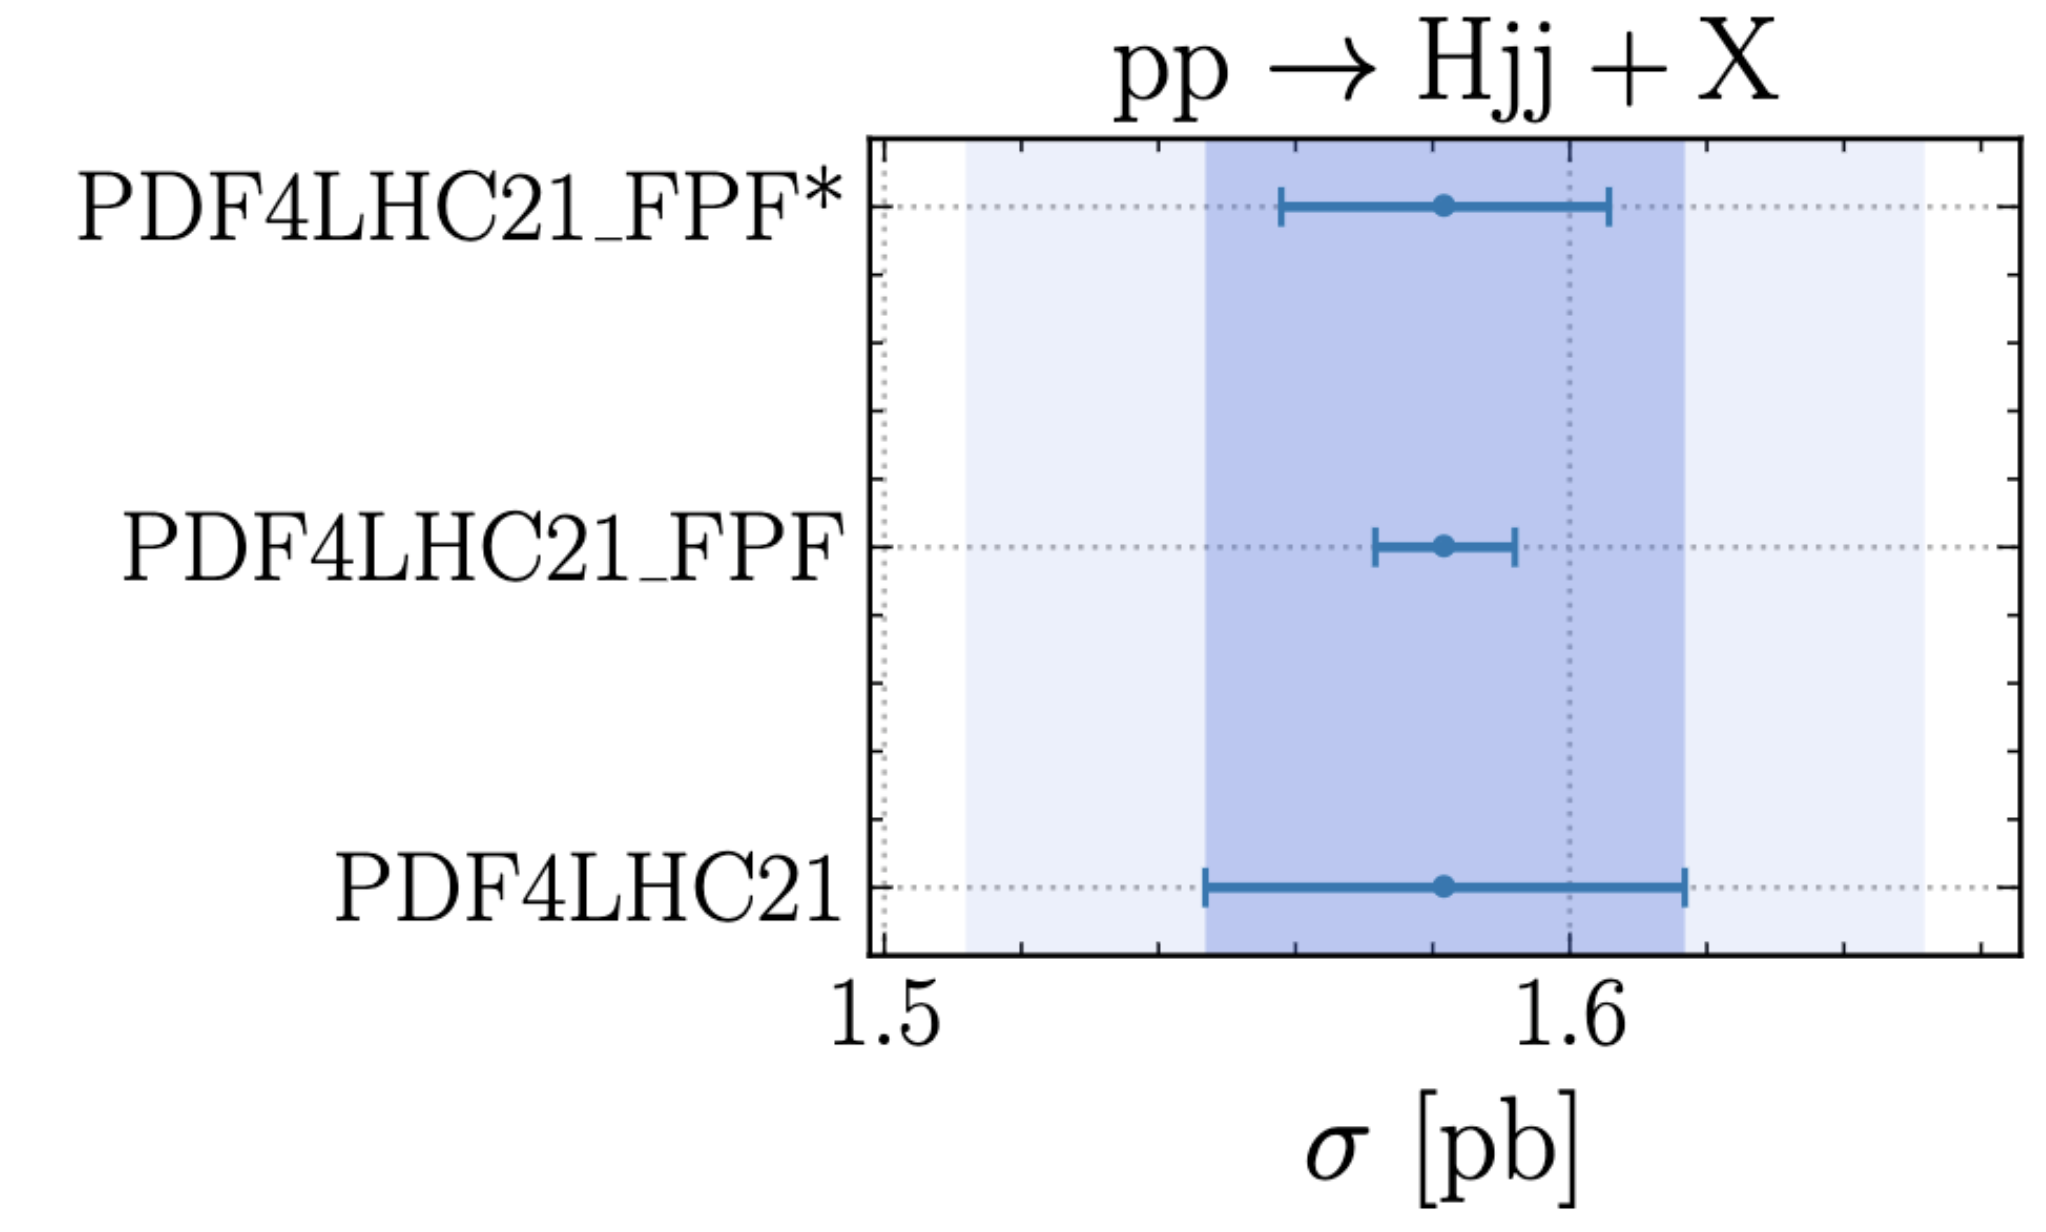 pp → Hjj + X
PDF4LHC21_FPF*
PDF4LHC21_FPF
PDF4LHC21
1.5 1.6
σ [pb]